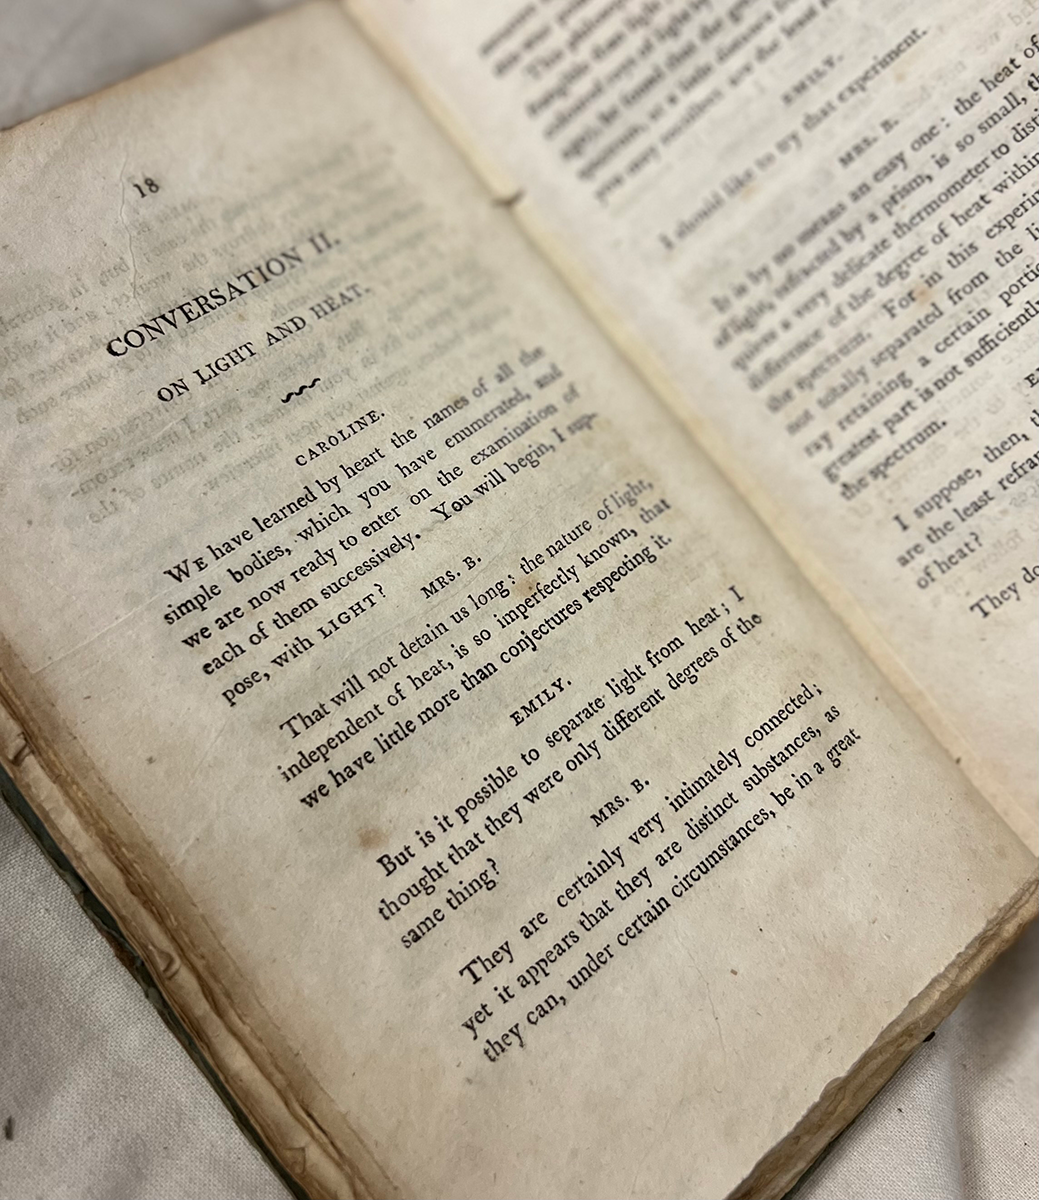 18
CONVERSATION II.
ON LIGHT AND HEAT.
CAROLINE.
WE have learned by heart the names of all the
simple bodies, which you have enumerated, and
we are now ready to enter on the examination of
each of them successively. You will begin, I sup-
pose, with LIGHT?
MRS. B.
That will not detain us long: the nature of light,
independent of heat, is so imperfectly known, that
we have little more than conjectures respecting it.
EMILY.
But is it possible to separate light from heat; I
thought that they were only different degrees of the
same thing?
MRS. B.
They are certainly very intimately connected;
yet it appears that they are distinct substances, as
they can, under certain circumstances, be in a great
you may
are the least
EMILY.
I should like to try that experiment.
MRS. B.
It is by no means an easy one: the heat of
of light, refracted by a prism, is so small,
quires a very delicate thermometer to
difference of the degree of heat within
the spectrum. For in this
not totally separated from the
ray retaining a certain
greatest part is not sufficiently
the spectrum.
I suppose, then,
are the least
of heat?
They